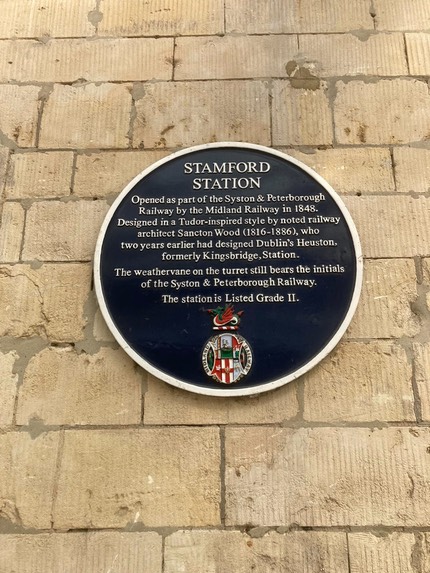 STAMFORD
STATION
Opened as part of the Syston & Peterborough
Railway by the Midland Railway in 1848.
Designed in a Tudor-inspired style by noted railway
architect Sancton Wood (1816-1886), who
two years earlier had designed Dublin's Heuston,
formerly Kingsbridge, Station.
The weathervane on the turret still bears the initials
of the Syston & Peterborough Railway.
The station is Listed Grade II.